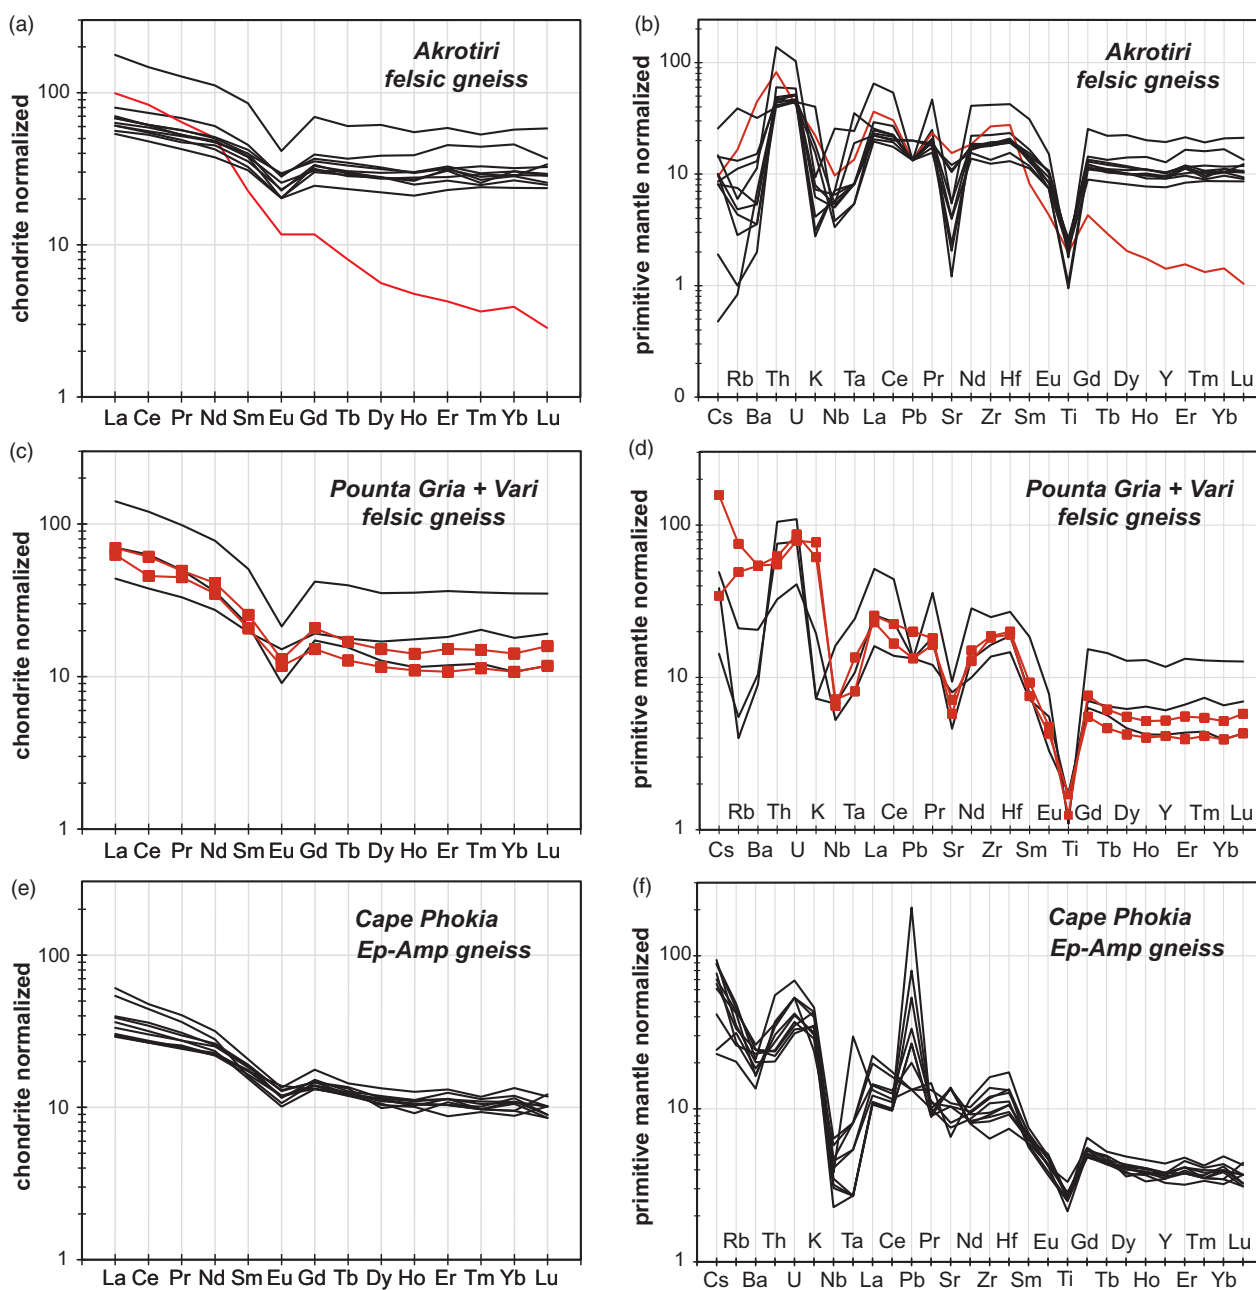 (a)
Akrotiri
felsic gneiss
chondrite normalized
100
10
1
La Ce Pr Nd Sm Eu Gd Tb Dy Ho Er Tm Yb Lu
(b)
Akrotiri
felsic gneiss
primitive mantle normalized
100
10
1
0
Rb Th K Ta Ce Pr Nd Hf Eu Gd Dy Y Tm Lu
Cs Ba U Nb La Pb Sr Zr Sm Ti Tb Ho Er Yb
(c)
Pounta Gria + Vari
felsic gneiss
chondrite normalized
100
10
1
La Ce Pr Nd Sm Eu Gd Tb Dy Ho Er Tm Yb Lu
(d)
Pounta Gria + Vari
felsic gneiss
primitive mantle normalized
100
10
1
Rb Th K Ta Ce Pr Nd Hf Eu Gd Dy Y Tm Lu
Cs Ba U Nb La Pb Sr Zr Sm Ti Tb Ho Er Yb
(e)
Cape Phokia
Ep-Amp gneiss
chondrite normalized
100
10
1
La Ce Pr Nd Sm Eu Gd Tb Dy Ho Er Tm Yb Lu
(f)
Cape Phokia
Ep-Amp gneiss
primitive mantle normalized
100
10
1
Rb Th K Ta Ce Pr Nd Hf Eu Gd Dy Y Tm Lu
Cs Ba U Nb La Pb Sr Zr Sm Ti Tb Ho Er Yb